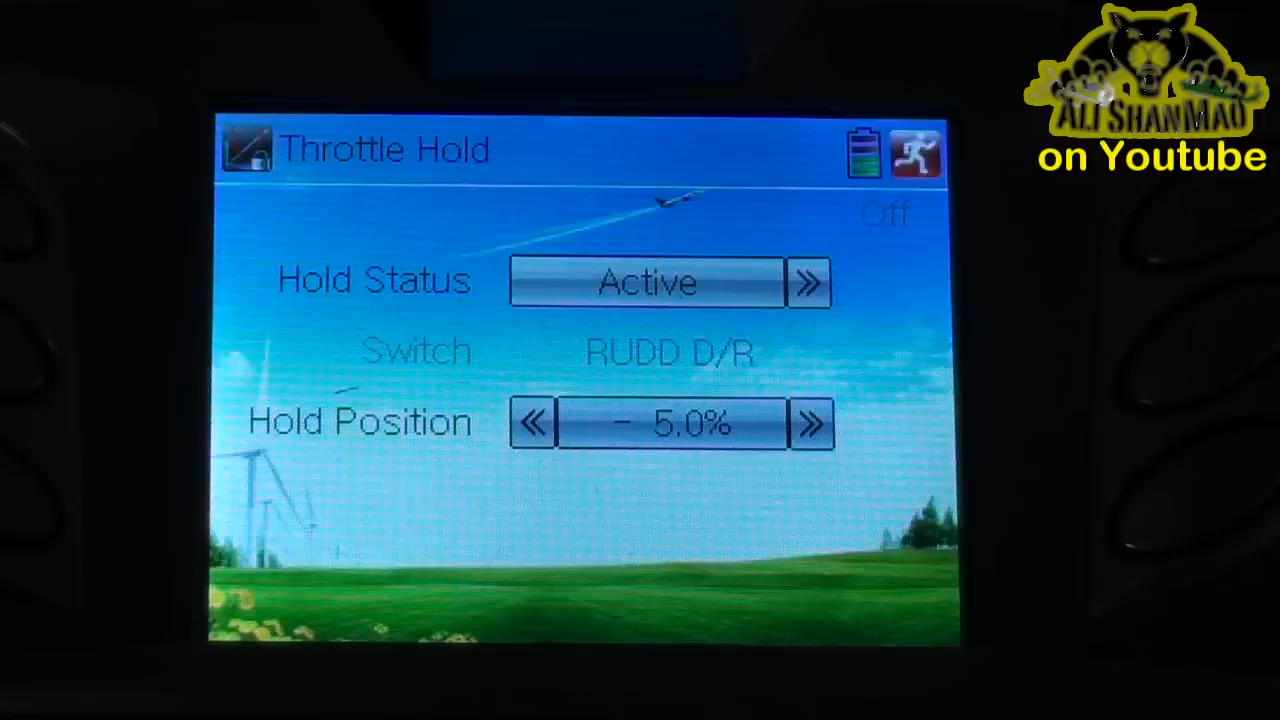 ALI SHANMAO
on Youtube
Throttle Hold
Off
Hold Status Active »
Switch RUDD D/R
Hold Position « - 5.0% »